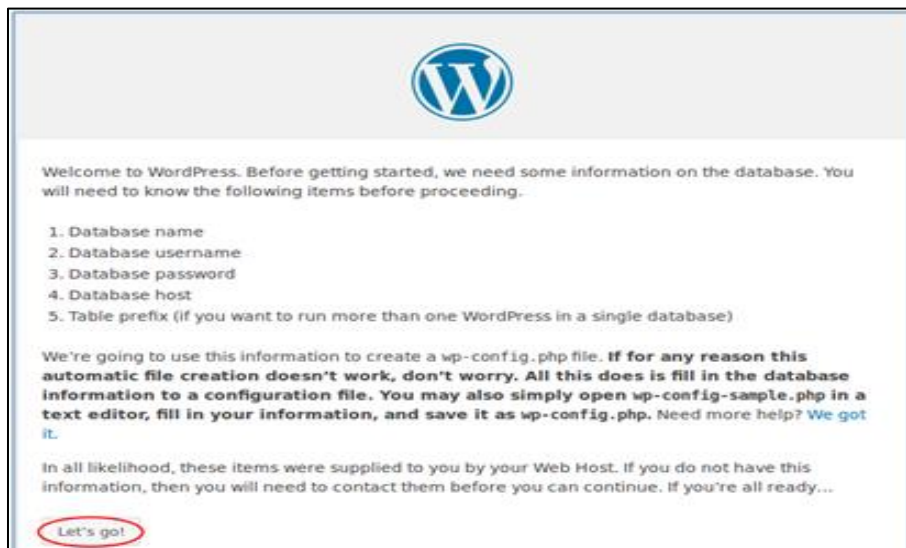 Welcome to WordPress. Before getting started, we need some information on the database. You
will need to know the following items before proceeding.
1. Database name
2. Database username
3. Database password
4. Database host
5. Table prefix (if you want to run more than one WordPress in a single database)
We're going to use this information to create a wp-config.php file. If for any reason this
automatic file creation doesn't work, don't worry. All this does is fill in the database
information to a configuration file. You may also simply open wp-config-sample.php in a
text editor, fill in your information, and save it as wp-config.php. Need more help? We got
it.
In all likelihood, these items were supplied to you by your Web Host. If you do not have this
information, then you will need to contact them before you can continue. If you're all ready...
Let's go!